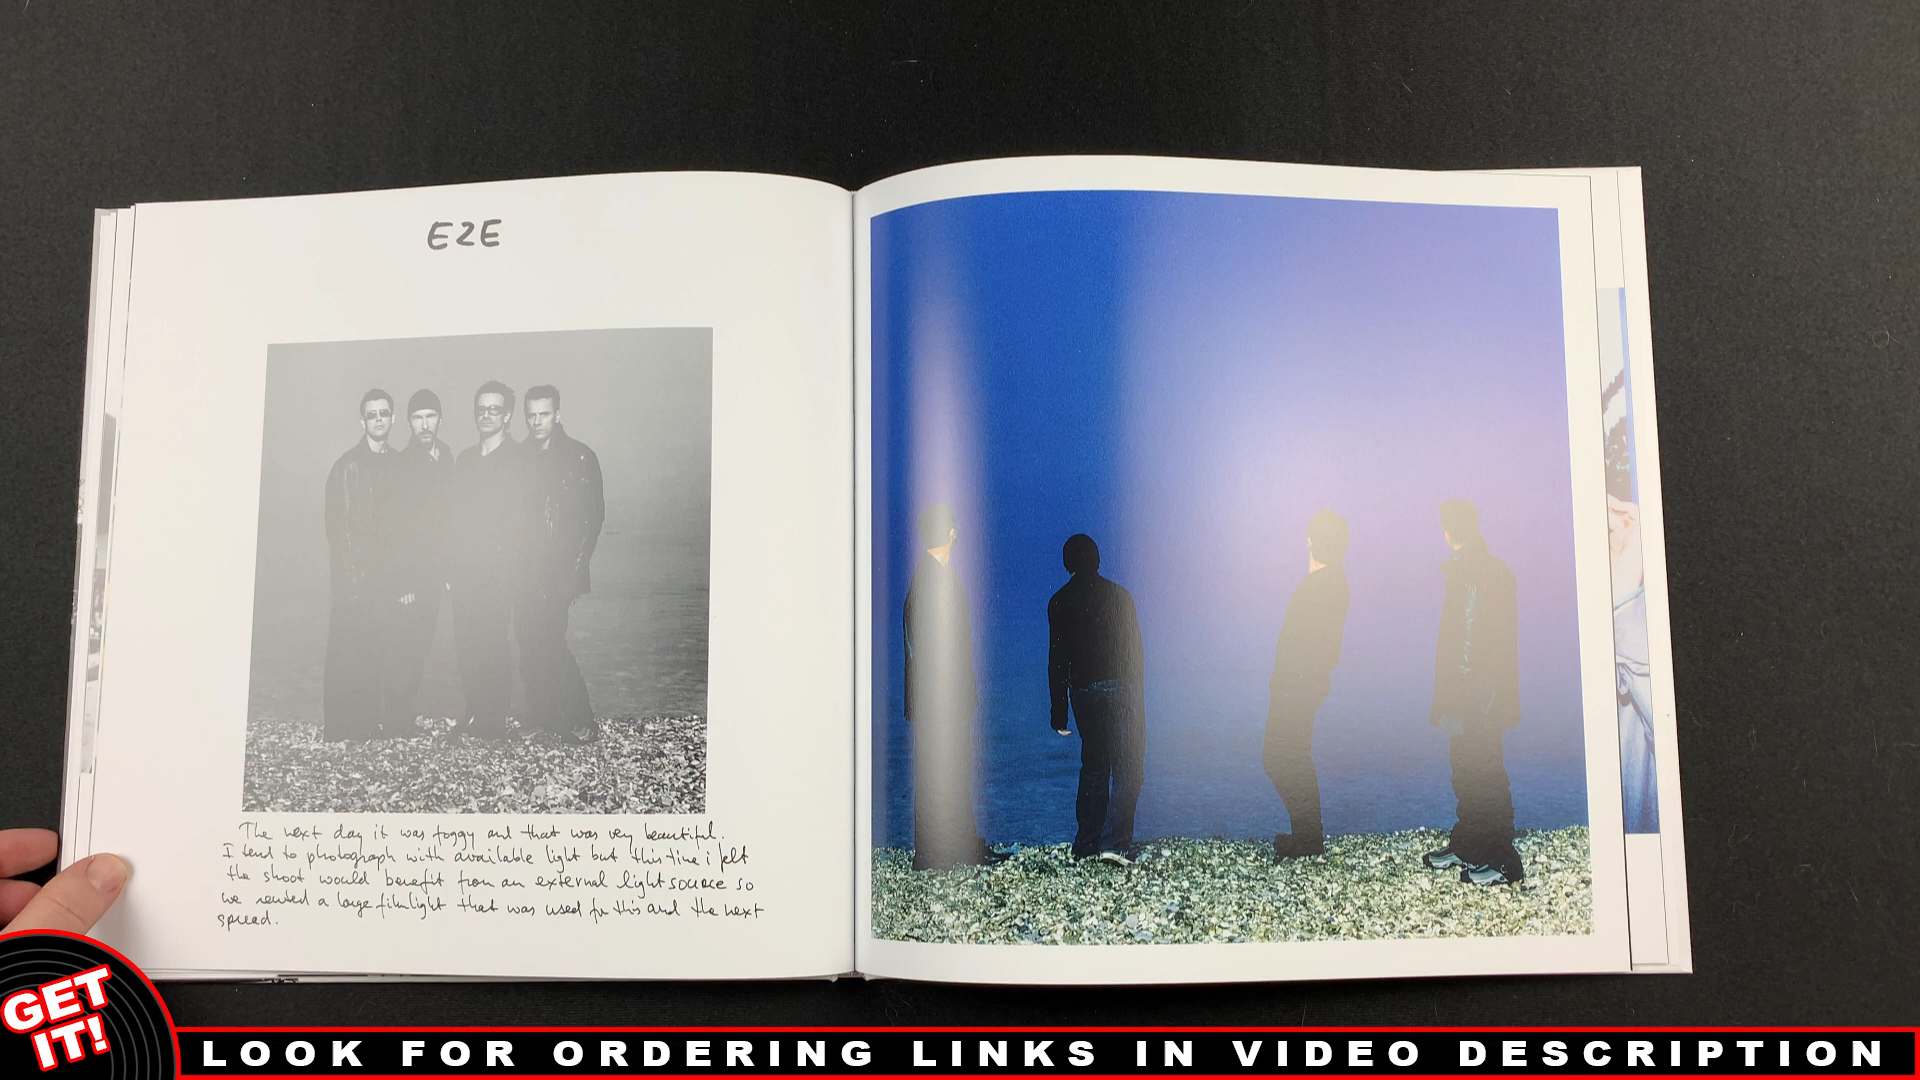 EZE
The next day it was foggy and that was very beautiful.
I tend to photograph with available light but this time i felt
the shoot would benefit from an external lightsource so
we rented a large filmlight that was used for this and the next
spread.
GET
IT!
LOOK FOR ORDERING LINKS IN VIDEO DESCRIPTION